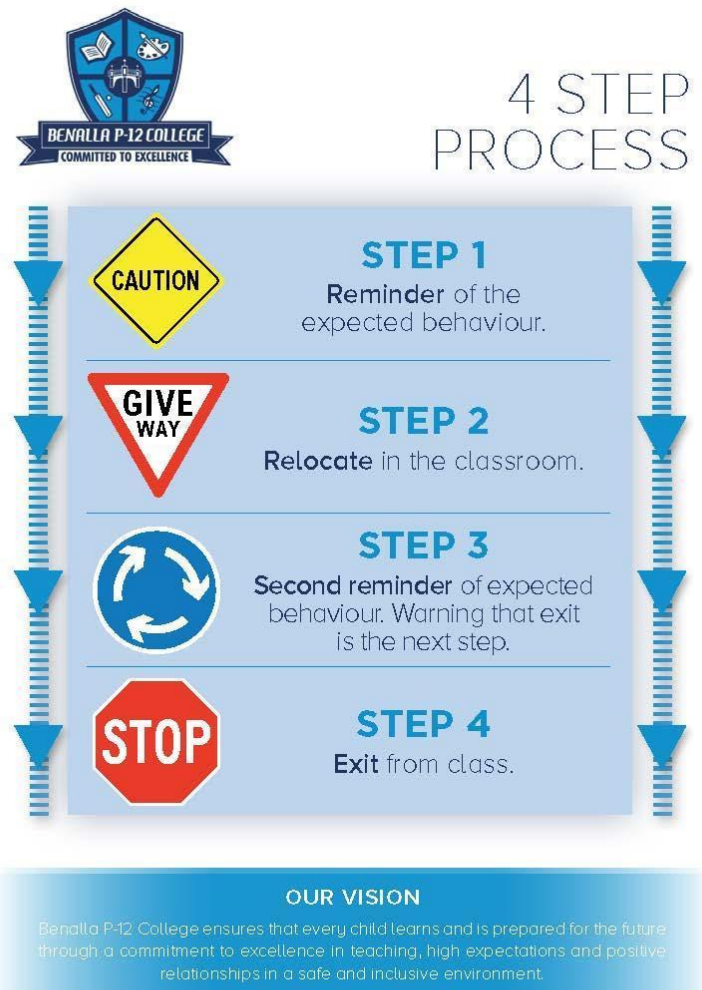 BENALLA P-12 COLLEGE
COMMITTED TO EXCELLENCE
4 STEP
PROCESS
CAUTION
STEP 1
Reminder of the
expected behaviour.
GIVE
WAY
STEP 2
Relocate in the classroom.
STEP 3
Second reminder of expected
behaviour. Warning that exit
is the next step.
STOP
STEP 4
Exit from class.
OUR VISION
Benalla P-12 College ensures that every child learns and is prepared for the future
through a commitment to excellence in teaching, high expectations and positive
relationships in a safe and inclusive environment.